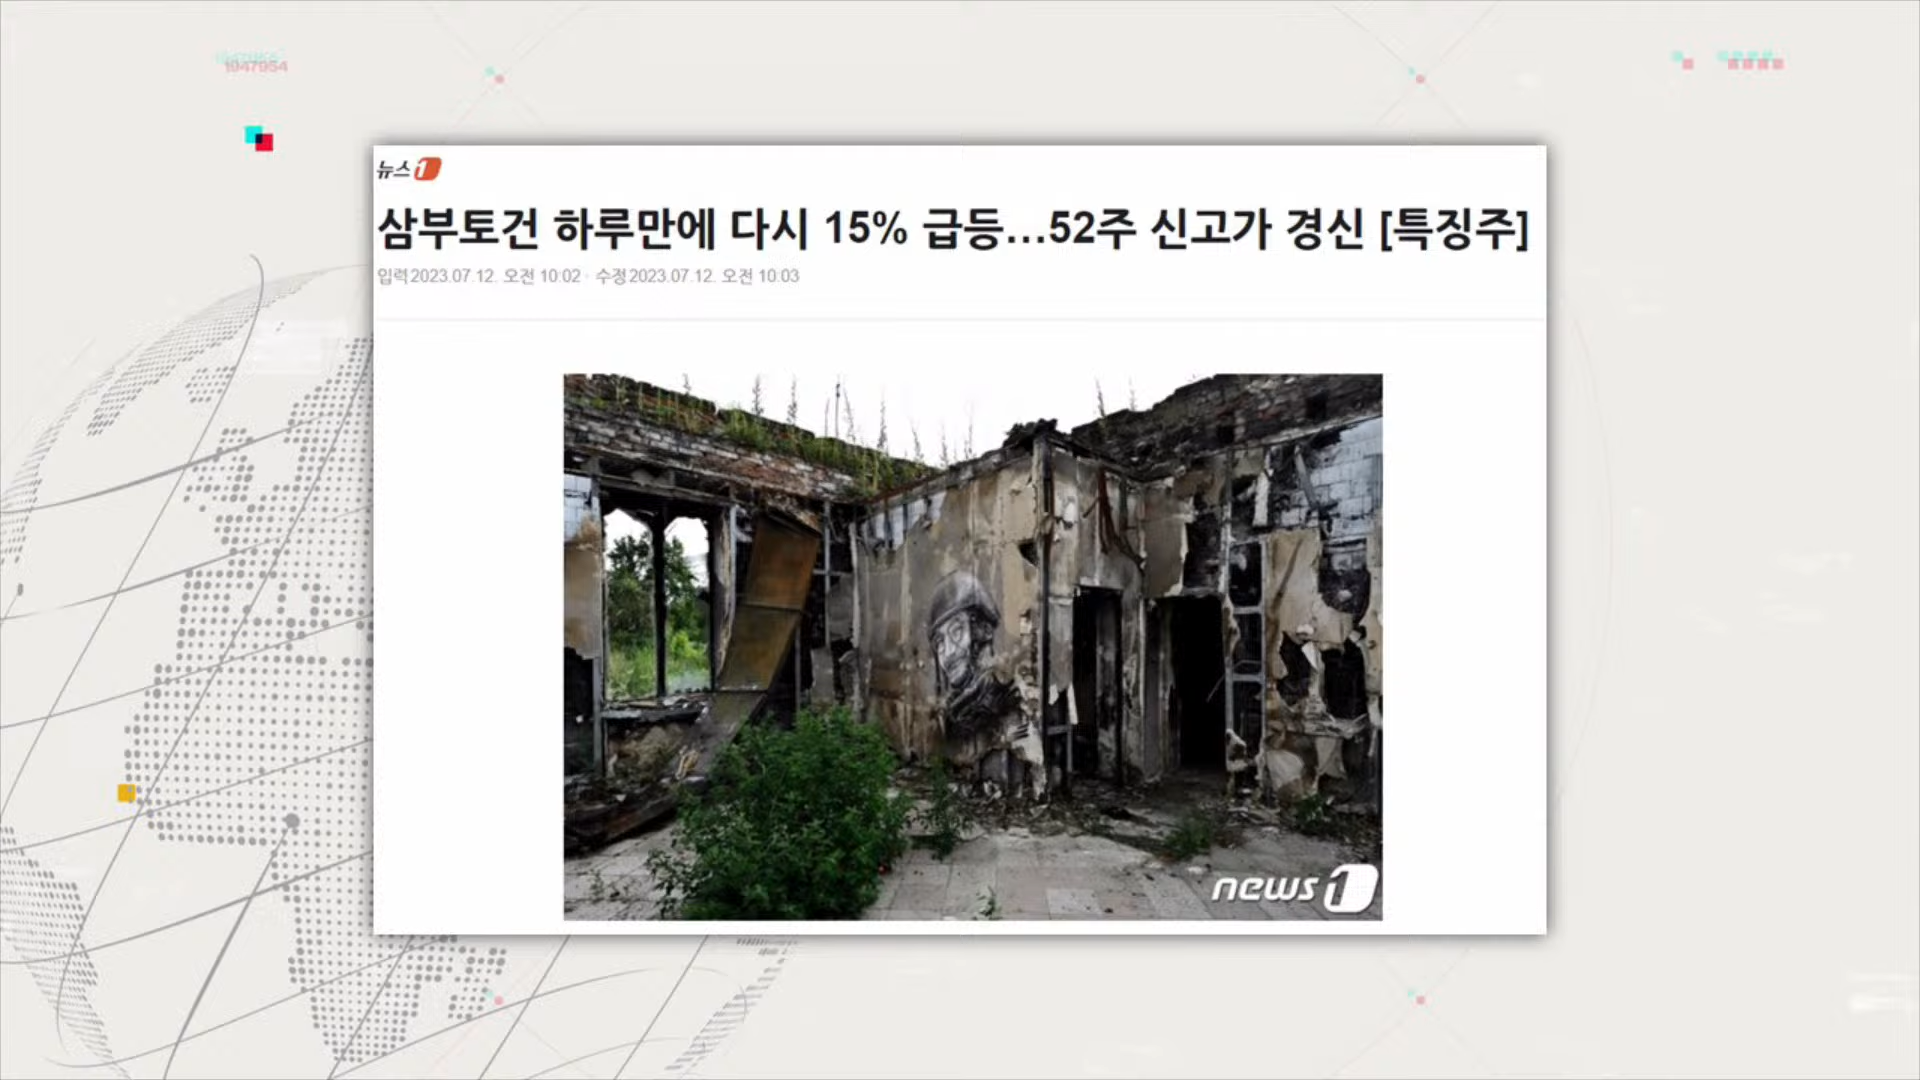 1947954
뉴스1
삼부토건 하루만에 다시 15% 급등...52주 신고가 경신 [특징주]
입력 2023.07.12. 오전 10:02 · 수정 2023.07.12. 오전 10:03
news1